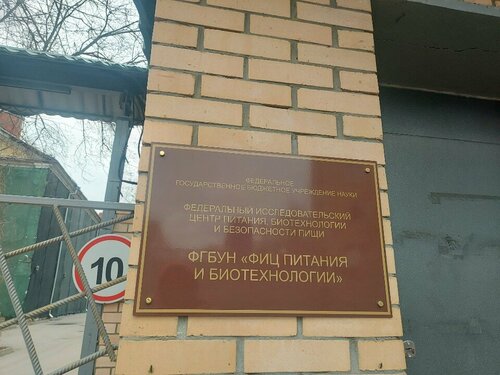 ФЕДЕРАЛЬНОЕ
ГОСУДАРСТВЕННОЕ БЮДЖЕТНОЕ УЧРЕЖДЕНИЕ НАУКИ
ФЕДЕРАЛЬНЫЙ ИССЛЕДОВАТЕЛЬСКИЙ
ЦЕНТР ПИТАНИЯ, БИОТЕХНОЛОГИИ
И БЕЗОПАСНОСТИ ПИЩИ
ФГБУН «ФИЦ ПИТАНИЯ
И БИОТЕХНОЛОГИИ»
10